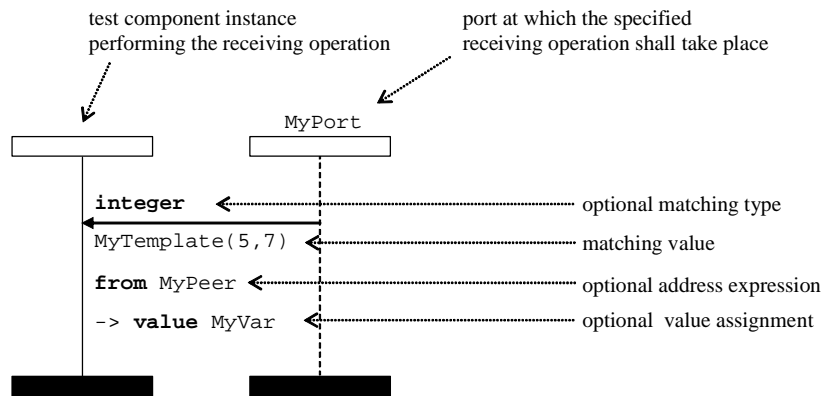 test component instance
performing the receiving operation
port at which the specified
receiving operation shall take place
MyPort
integer
optional matching type
MyTemplate(5,7)
matching value
from MyPeer
optional address expression
-> value MyVar
optional value assignment